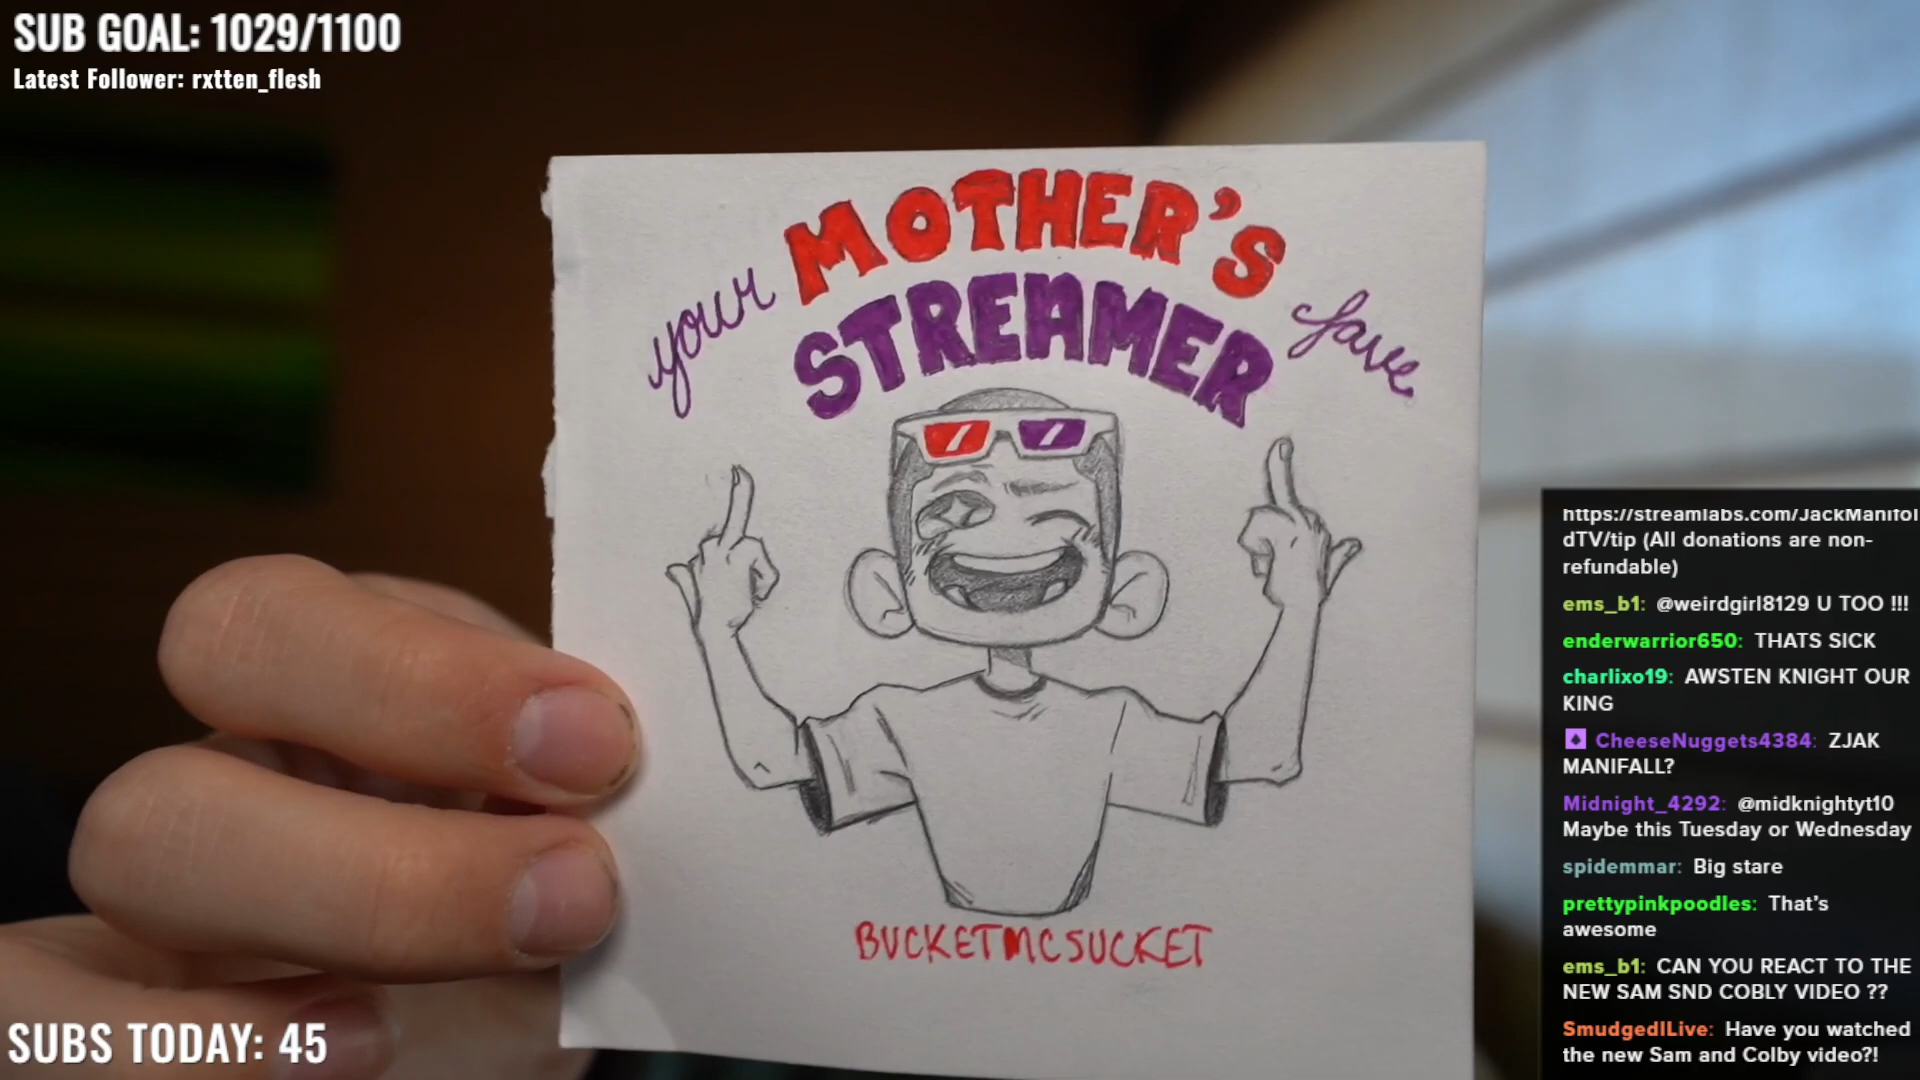 SUB GOAL: 1029/1100
Latest Follower: rxtten_flesh
your MOTHER'S
STREAMER fave
BUCKETMCSUCKET
https://streamlabs.com/JackManifol
dTV/tip (All donations are non-
refundable)
ems_b1: @weirdgirl8129 U TOO !!!
enderwarrior650: THATS SICK
charlixo19: AWSTEN KNIGHT OUR
KING
CheeseNuggets4384: ZJAK
MANIFALL?
Midnight_4292: @midknightyt10
Maybe this Tuesday or Wednesday
spidemmar: Big stare
prettypinkpoodles: That's
awesome
ems_b1: CAN YOU REACT TO THE
NEW SAM SND COBLY VIDEO ??
SmudgedILive: Have you watched
the new Sam and Colby video?!
SUBS TODAY: 45